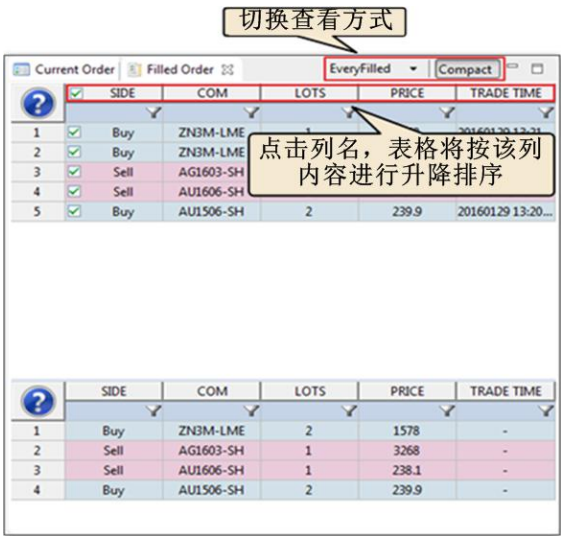 切换查看方式
Current Order Filled Order EveryFilled Compact
SIDE COM LOTS PRICE TRADE TIME
1 Buy ZN3M-LME
2 Buy ZN3M-LME
点击列名，表格将按该列
内容进行升降排序
3 Sell AG1603-SH
4 Sell AU1606-SH
5 Buy AU1506-SH 2 239.9 20160129 13:20...
SIDE COM LOTS PRICE TRADE TIME
1 Buy ZN3M-LME 2 1578 -
2 Sell AG1603-SH 1 3268 -
3 Sell AU1606-SH 1 238.1 -
4 Buy AU1506-SH 2 239.9 -